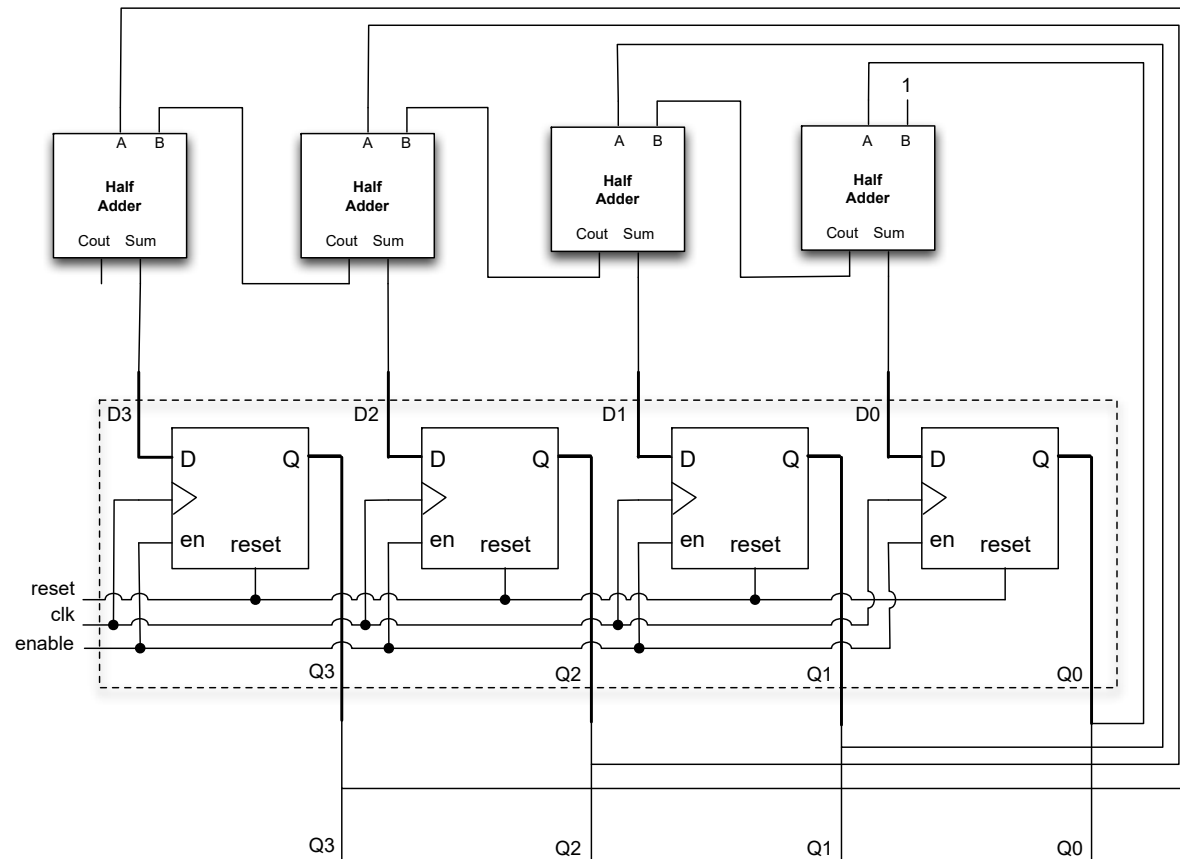 1
A B A B A B A B
Half Adder Half Adder Half Adder Half Adder
Cout Sum Cout Sum Cout Sum Cout Sum
D3 D2 D1 D0
D Q D Q D Q D Q
en en en en
reset reset reset reset
reset
clk
enable
Q3 Q2 Q1 Q0
Q3 Q2 Q1 Q0